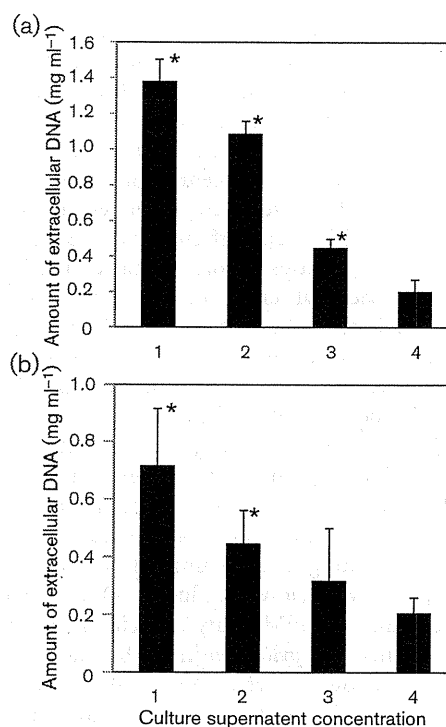 (a)
Amount of extracellular DNA (mg ml⁻¹)
1.6
1.4
1.2
1.0
0.8
0.6
0.4
0.2
0
*
*
*
1 2 3 4
(b)
Amount of extracellular DNA (mg ml⁻¹)
1.0
0.8
0.6
0.4
0.2
0
*
*
1 2 3 4
Culture supernatent concentration